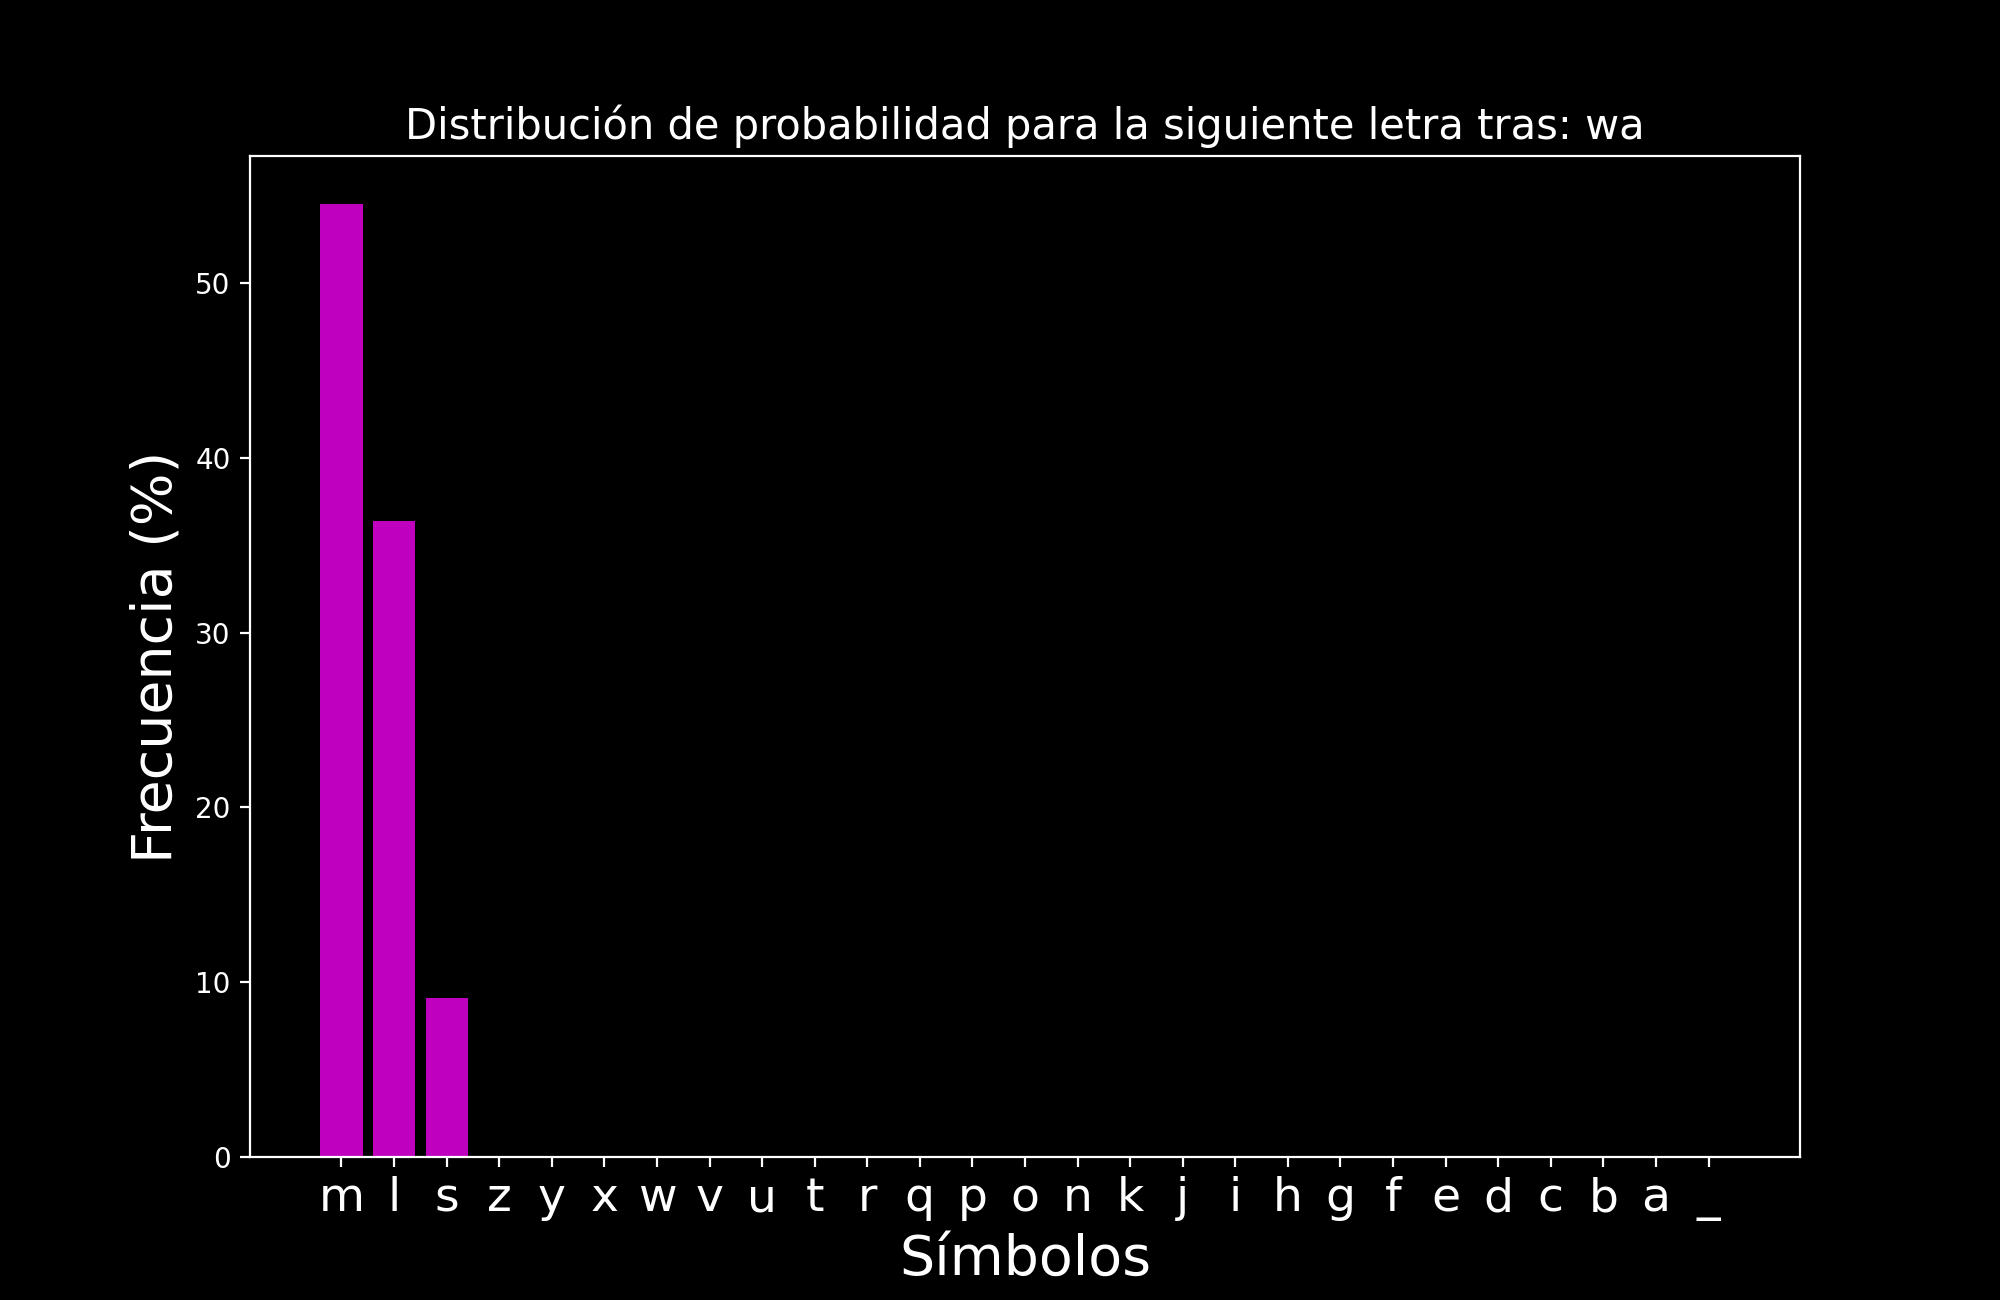 Distribución de probabilidad para la siguiente letra tras: wa
Frecuencia (%)
50
40
30
20
10
0
m l s z y x w v u t r q p o n k j i h g f e d c b a _
Símbolos